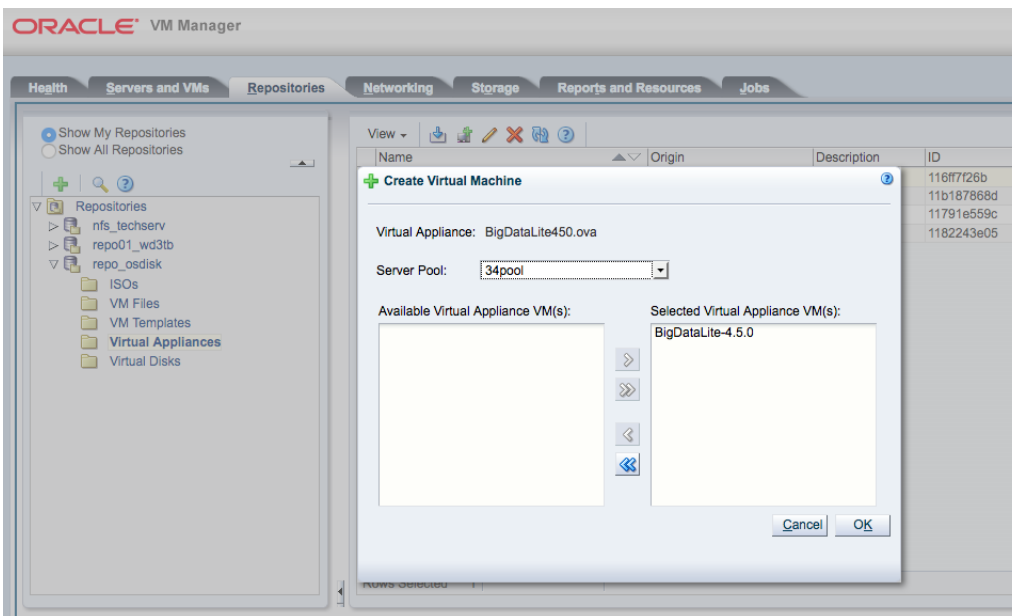 ORACLE VM Manager
Health Servers and VMs Repositories Networking Storage Reports and Resources Jobs
Show My Repositories
Show All Repositories
View
Name Origin Description ID
Create Virtual Machine
116ff7f26b
11b187868d
11791e559c
1182243e05
Repositories
nfs_techserv
repo01_wd3tb
repo_osdisk
ISOs
VM Files
VM Templates
Virtual Appliances
Virtual Disks
Virtual Appliance: BigDataLite450.ova
Server Pool: 34pool
Available Virtual Appliance VM(s): Selected Virtual Appliance VM(s):
BigDataLite-4.5.0
Cancel OK
Rows Selected 1